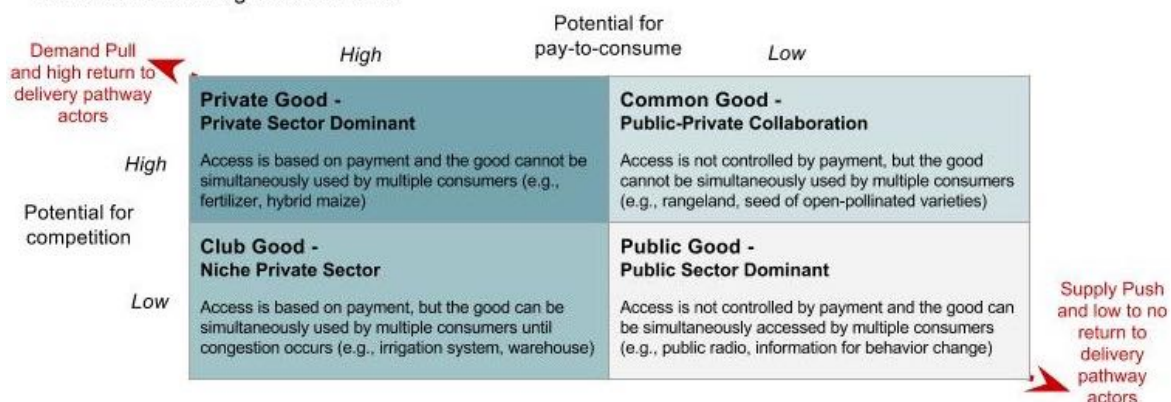 Potential for
pay-to-consume
High
Low
Demand Pull
and high return to
delivery pathway
actors
Private Good -
Private Sector Dominant
Access is based on payment and the good cannot be
simultaneously used by multiple consumers (e.g.,
fertilizer, hybrid maize)
Common Good -
Public-Private Collaboration
Access is not controlled by payment, but the good
cannot be simultaneously used by multiple consumers
(e.g., rangeland, seed of open-pollinated varieties)
High
Potential for
competition
Low
Club Good -
Niche Private Sector
Access is based on payment, but the good can be
simultaneously used by multiple consumers until
congestion occurs (e.g., irrigation system, warehouse)
Public Good -
Public Sector Dominant
Access is not controlled by payment and the good can
be simultaneously accessed by multiple consumers
(e.g., public radio, information for behavior change)
Supply Push
and low to no
return to
delivery
pathway
actors